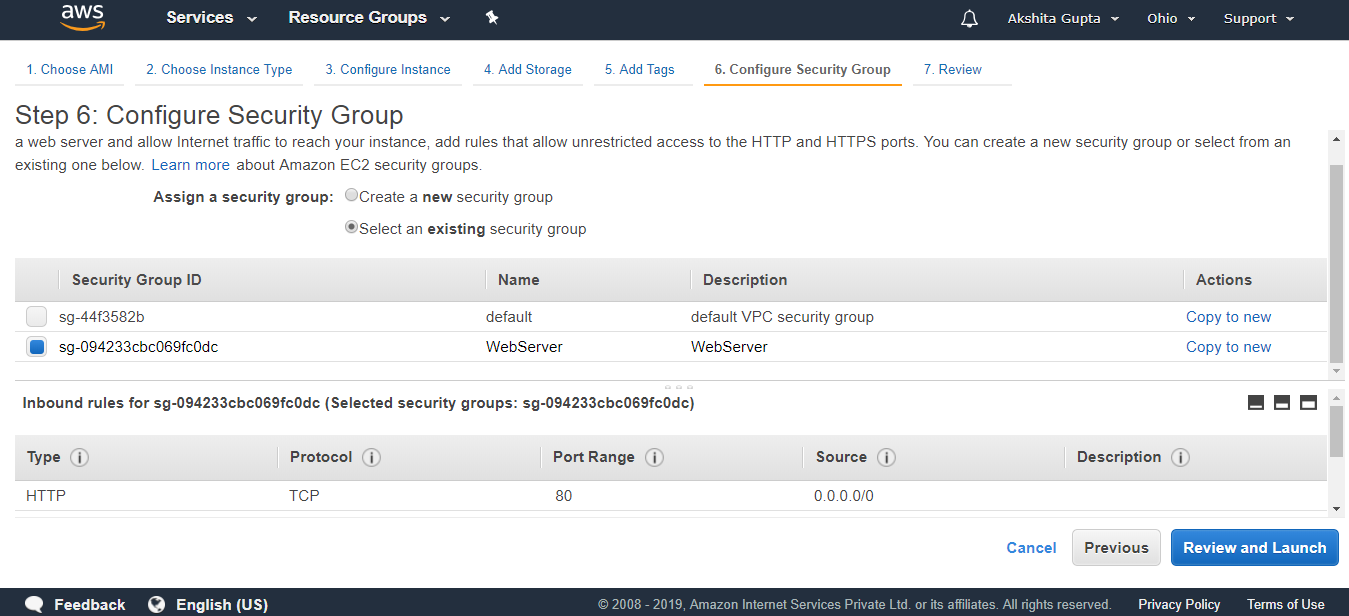 aws Services Resource Groups Akshita Gupta Ohio Support
1. Choose AMI 2. Choose Instance Type 3. Configure Instance 4. Add Storage 5. Add Tags 6. Configure Security Group 7. Review
Step 6: Configure Security Group
a web server and allow Internet traffic to reach your instance, add rules that allow unrestricted access to the HTTP and HTTPS ports. You can create a new security group or select from an
existing one below. Learn more about Amazon EC2 security groups.
Assign a security group: Create a new security group
Select an existing security group
Security Group ID Name Description Actions
sg-44f3582b default default VPC security group Copy to new
sg-094233cbc069fc0dc WebServer WebServer Copy to new
Inbound rules for sg-094233cbc069fc0dc (Selected security groups: sg-094233cbc069fc0dc)
Type i Protocol i Port Range i Source i Description i
HTTP TCP 80 0.0.0.0/0
Cancel Previous Review and Launch
Feedback English (US) © 2008 - 2019, Amazon Internet Services Private Ltd. or its affiliates. All rights reserved. Privacy Policy Terms of Use